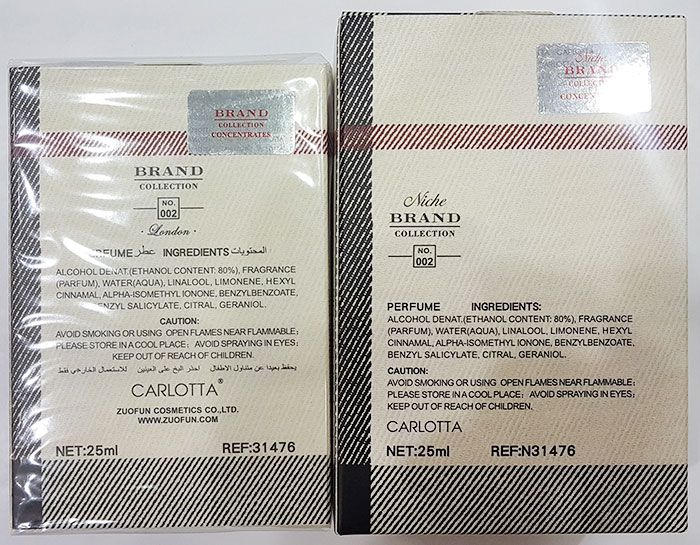 BRAND
COLLECTION
CONCENTRATES
BRAND
COLLECTION
NO.
002
· London ·
RFUME عطر INGREDIENTS المحتويات
ALCOHOL DENAT.(ETHANOL CONTENT: 80%), FRAGRANCE
(PARFUM), WATER(AQUA), LINALOOL, LIMONENE, HEXYL
CINNAMAL, ALPHA-ISOMETHYL IONONE, BENZYLBENZOATE,
ENZYL SALICYLATE, CITRAL, GERANIOL.
CAUTION:
AVOID SMOKING OR USING OPEN FLAMES NEAR FLAMMABLE;
PLEASE STORE IN A COOL PLACE; AVOID SPRAYING IN EYES;
KEEP OUT OF REACH OF CHILDREN.
يحفظ بعيدا عن متناول الاطفال احذر البخ على العينين للاستعمال الخارجي فقط
CARLOTTA®
ZUOFUN COSMETICS CO.,LTD.
WWW.ZUOFUN.COM
NET:25ml REF:31476
CARLOTTA
Niche
BRAND
COLLECTION
CONCENTR
Niche
BRAND
COLLECTION
NO.
002
PERFUME INGREDIENTS:
ALCOHOL DENAT.(ETHANOL CONTENT: 80%), FRAGRANCE
(PARFUM), WATER(AQUA), LINALOOL, LIMONENE, HEXYL
CINNAMAL, ALPHA-ISOMETHYL IONONE, BENZYLBENZOATE,
BENZYL SALICYLATE, CITRAL, GERANIOL.
CAUTION:
AVOID SMOKING OR USING OPEN FLAMES NEAR FLAMMABLE;
PLEASE STORE IN A COOL PLACE; AVOID SPRAYING IN EYES;
KEEP OUT OF REACH OF CHILDREN.
CARLOTTA
NET:25ml REF:N31476